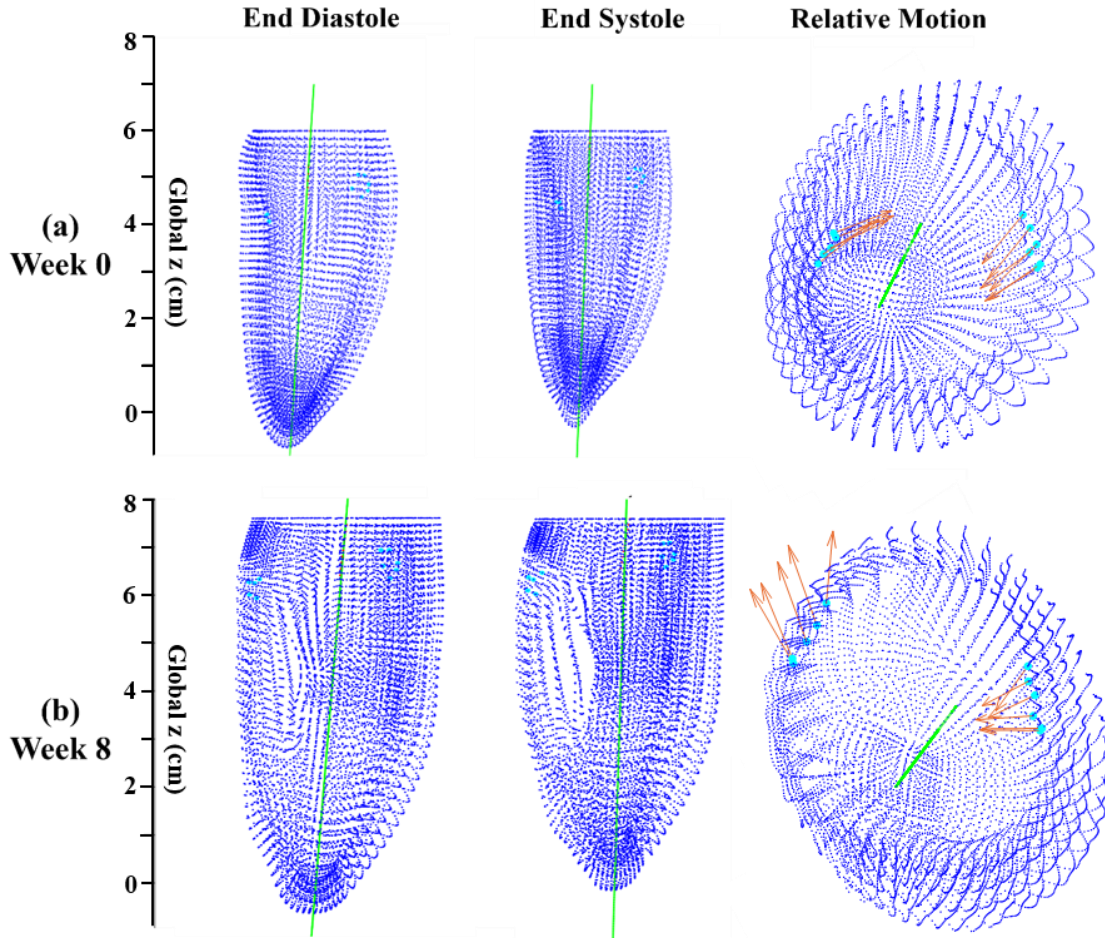 End Diastole
End Systole
Relative Motion
8
6
4
2
0
Global z (cm)
(a)
Week 0
8
6
4
2
0
Global z (cm)
(b)
Week 8